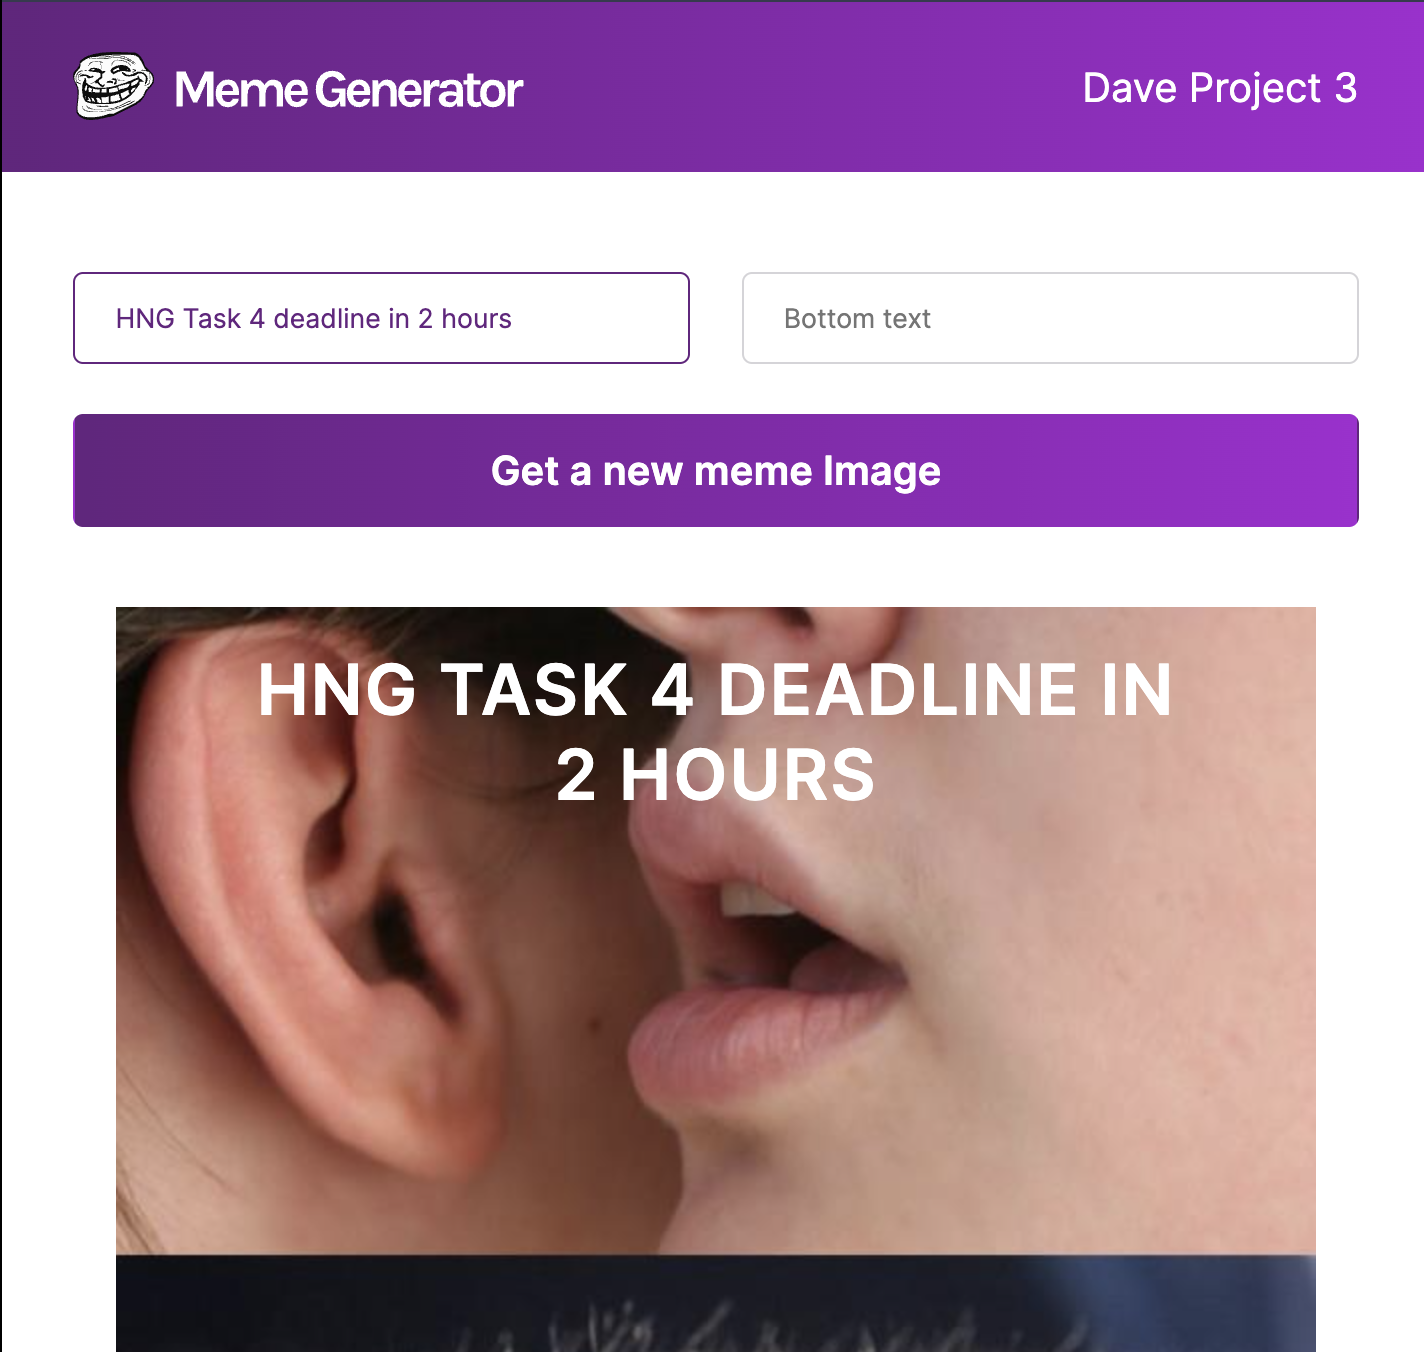 Meme Generator
Dave Project 3
HNG Task 4 deadline in 2 hours
Bottom text
Get a new meme Image
HNG TASK 4 DEADLINE IN
2 HOURS